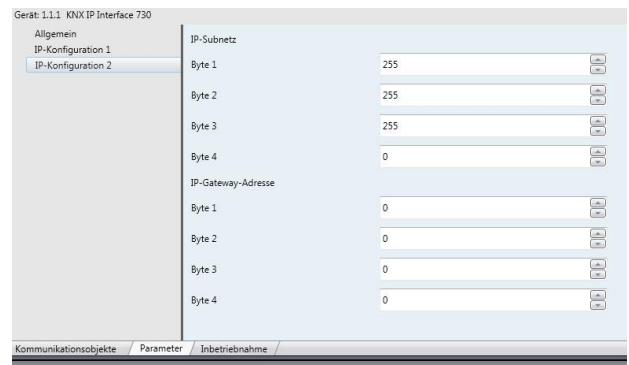 Gerät: 1.1.1 KNX IP Interface 730
Allgemein
IP-Konfiguration 1
IP-Konfiguration 2
IP-Subnetz
Byte 1 255
Byte 2 255
Byte 3 255
Byte 4 0
IP-Gateway-Adresse
Byte 1 0
Byte 2 0
Byte 3 0
Byte 4 0
Kommunikationsobjekte Parameter Inbetriebnahme